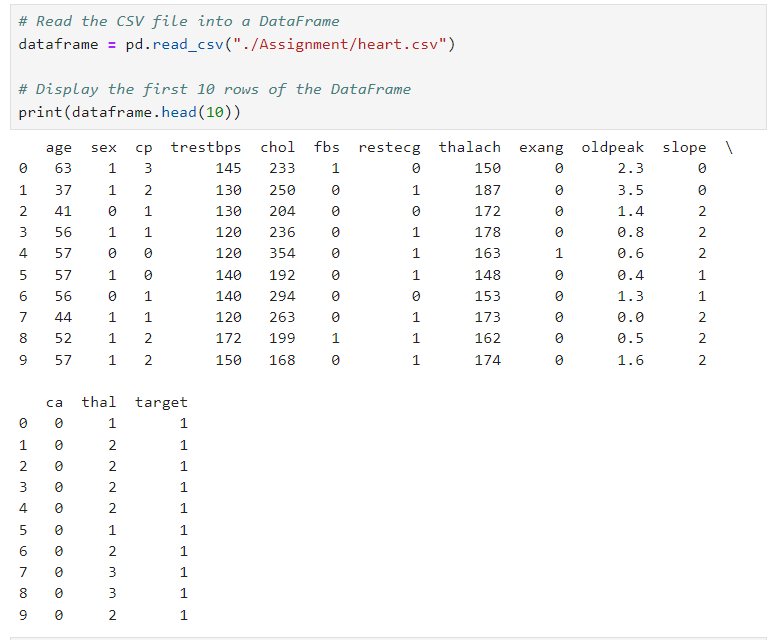 # Read the CSV file into a DataFrame
dataframe = pd.read_csv("./Assignment/heart.csv")
# Display the first 10 rows of the DataFrame
print(dataframe.head(10))
age sex cp trestbps chol fbs restecg thalach exang oldpeak slope \
0 63 1 3 145 233 1 0 150 0 2.3 0
1 37 1 2 130 250 0 1 187 0 3.5 0
2 41 0 1 130 204 0 0 172 0 1.4 2
3 56 1 1 120 236 0 1 178 0 0.8 2
4 57 0 0 120 354 0 1 163 1 0.6 2
5 57 1 0 140 192 0 1 148 0 0.4 1
6 56 0 1 140 294 0 0 153 0 1.3 1
7 44 1 1 120 263 0 1 173 0 0.0 2
8 52 1 2 172 199 1 1 162 0 0.5 2
9 57 1 2 150 168 0 1 174 0 1.6 2
ca thal target
0 0 1 1
1 0 2 1
2 0 2 1
3 0 2 1
4 0 2 1
5 0 1 1
6 0 2 1
7 0 3 1
8 0 3 1
9 0 2 1